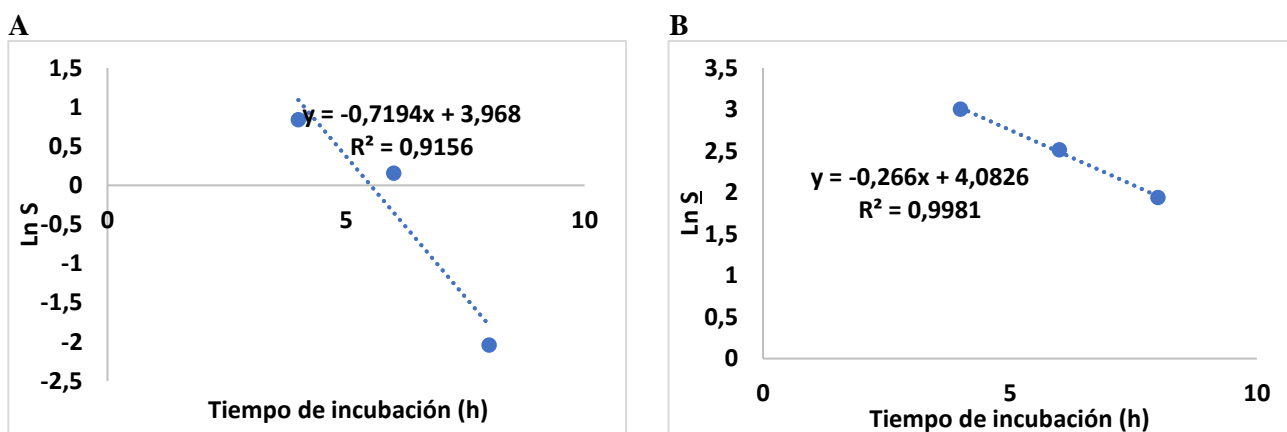 A
1,5
1
0,5
0
-0,5
-1
-1,5
-2
-2,5
0
5
10
Ln S
y = -0,7194x + 3,968
R² = 0,9156
Tiempo de incubación (h)
B
3,5
3
2,5
2
1,5
1
0,5
0
0
5
10
Ln S
y = -0,266x + 4,0826
R² = 0,9981
Tiempo de incubación (h)